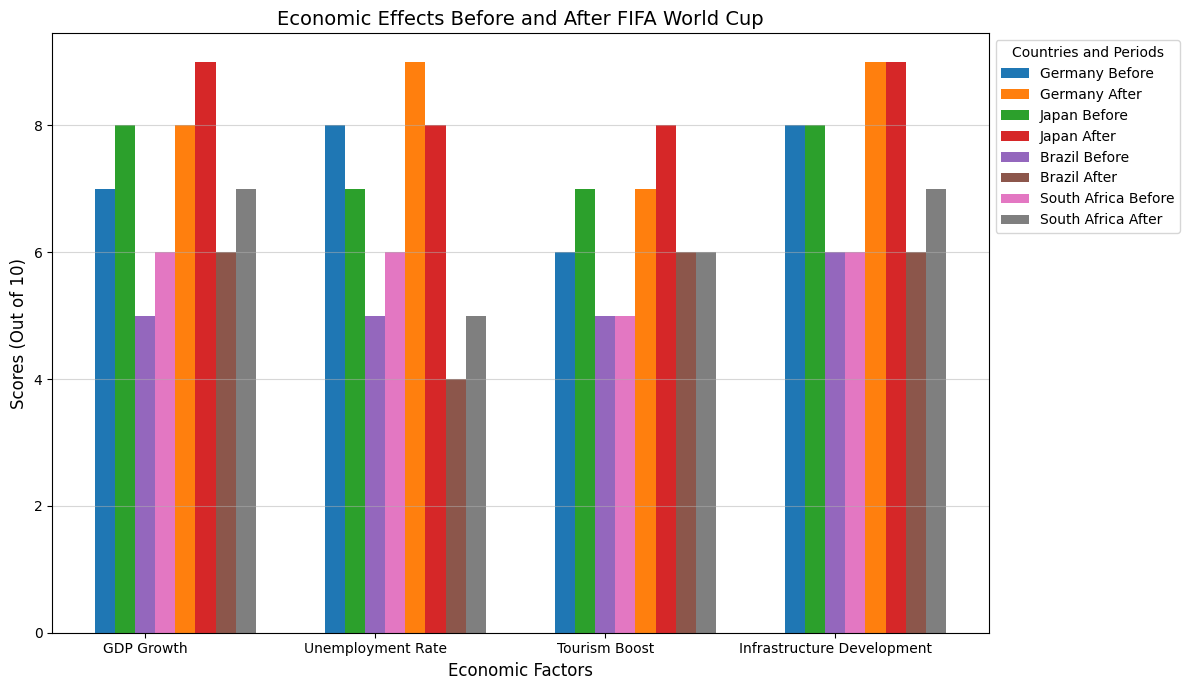 Economic Effects Before and After FIFA World Cup
Countries and Periods
Germany Before
Germany After
Japan Before
Japan After
Brazil Before
Brazil After
South Africa Before
South Africa After
Scores (Out of 10)
8
6
4
2
0
GDP Growth
Unemployment Rate
Tourism Boost
Infrastructure Development
Economic Factors